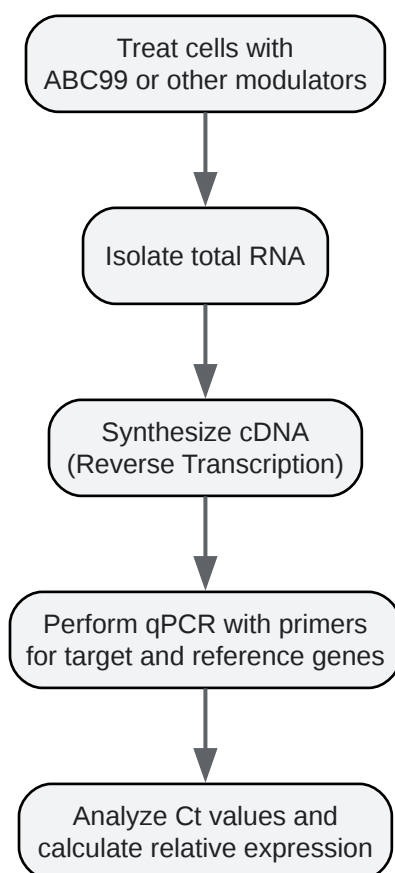 Treat cells with
ABC99 or other modulators
Isolate total RNA
Synthesize cDNA
(Reverse Transcription)
Perform qPCR with primers
for target and reference genes
Analyze Ct values and
calculate relative expression